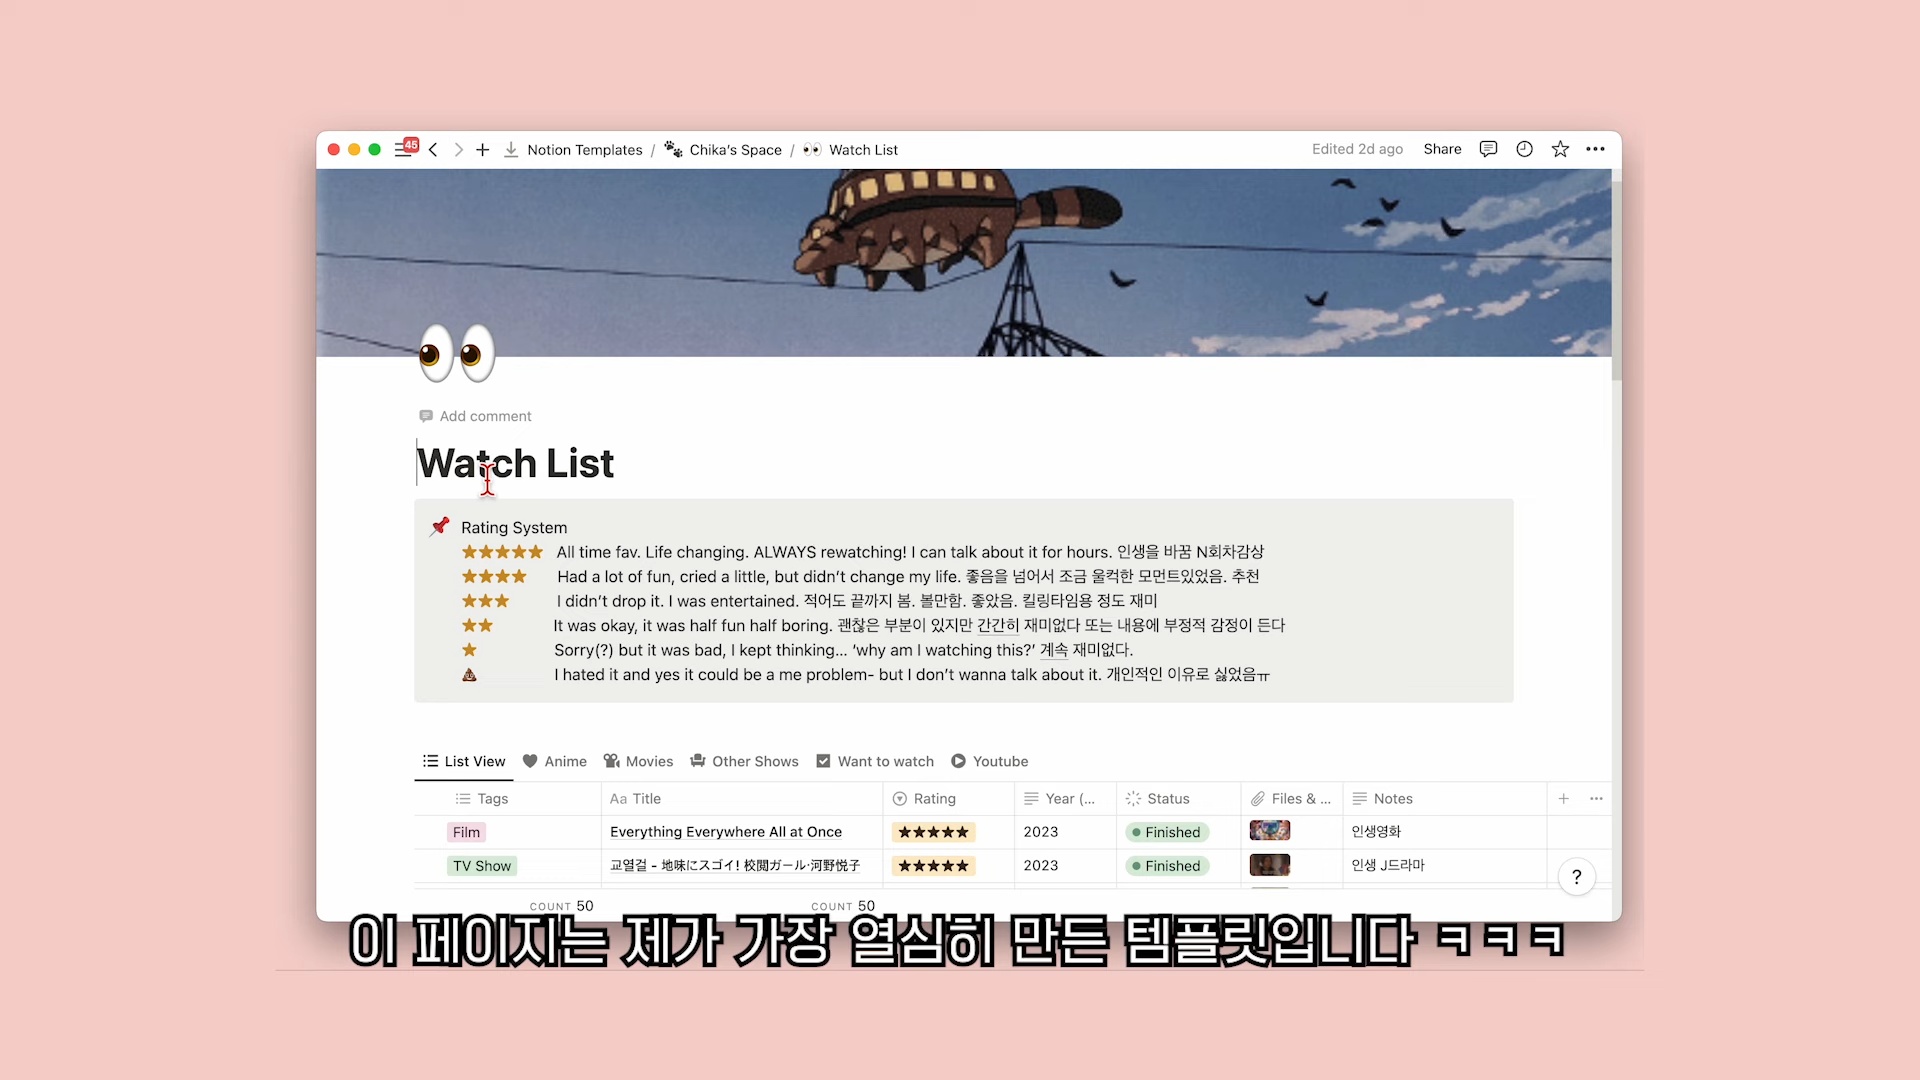 45 Notion Templates / Chika's Space / Watch List Edited 2d ago Share
Add comment
Watch List
Rating System
All time fav. Life changing. ALWAYS rewatching! I can talk about it for hours. 인생을 바꿈 N회차감상
Had a lot of fun, cried a little, but didn't change my life. 좋음을 넘어서 조금 울컥한 모먼트있었음. 추천
I didn't drop it. I was entertained. 적어도 끝까지 봄. 볼만함. 좋았음. 킬링타임용 정도 재미
It was okay, it was half fun half boring. 괜찮은 부분이 있지만 간간히 재미없다 또는 내용에 부정적 감정이 든다
Sorry(?) but it was bad, I kept thinking... 'why am I watching this?' 계속 재미없다.
I hated it and yes it could be a me problem- but I don't wanna talk about it. 개인적인 이유로 싫었음ㅠ
List View Anime Movies Other Shows Want to watch Youtube
Tags Aa Title Rating Year (... Status Files & ... Notes
Film Everything Everywhere All at Once ★★★★★ 2023 Finished 인생영화
TV Show 교열걸 - 地味にスゴイ! 校閲ガール·河野悦子 ★★★★★ 2023 Finished 인생 J드라마
?
COUNT 50 COUNT 50
이 페이지는 제가 가장 열심히 만든 템플릿입니다 ㅋㅋㅋ